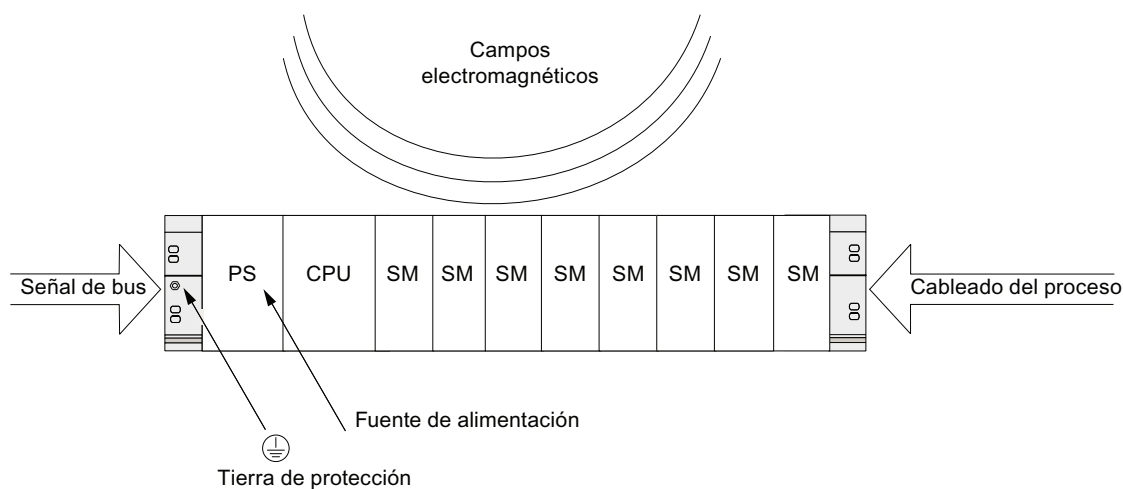 Campos
electromagnéticos
PS CPU SM SM SM SM SM SM SM SM
Señal de bus
Cableado del proceso
Fuente de alimentación
Tierra de protección